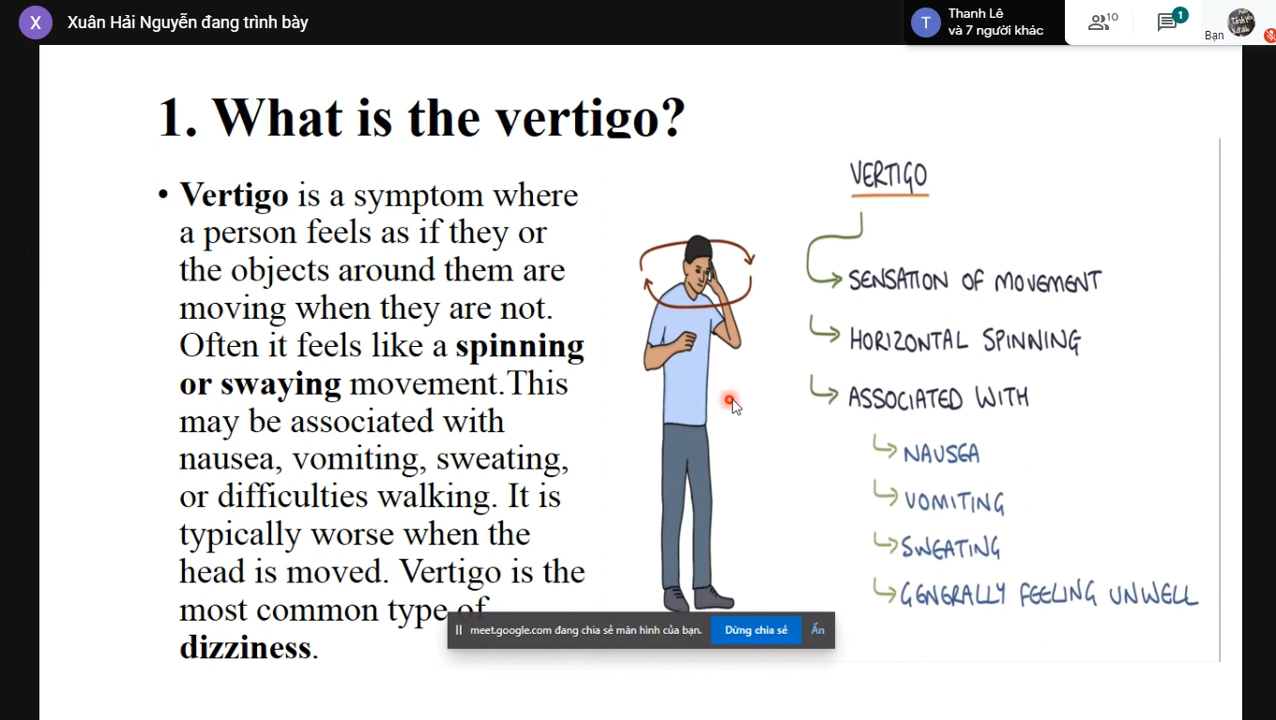 X
Xuân Hải Nguyễn đang trình bày
T
Thanh Lê
và 7 người khác
10
1
Bạn
1. What is the vertigo?
• Vertigo is a symptom where
a person feels as if they or
the objects around them are
moving when they are not.
Often it feels like a spinning
or swaying movement.This
may be associated with
nausea, vomiting, sweating,
or difficulties walking. It is
typically worse when the
head is moved. Vertigo is the
most common type of
dizziness.
VERTIGO
SENSATION OF MOVEMENT
HORIZONTAL SPINNING
ASSOCIATED WITH
NAUSEA
VOMITING
SWEATING
GENERALLY FEELING UNWELL
meet.google.com đang chia sẻ màn hình của bạn.
Dừng chia sẻ
Ẩn